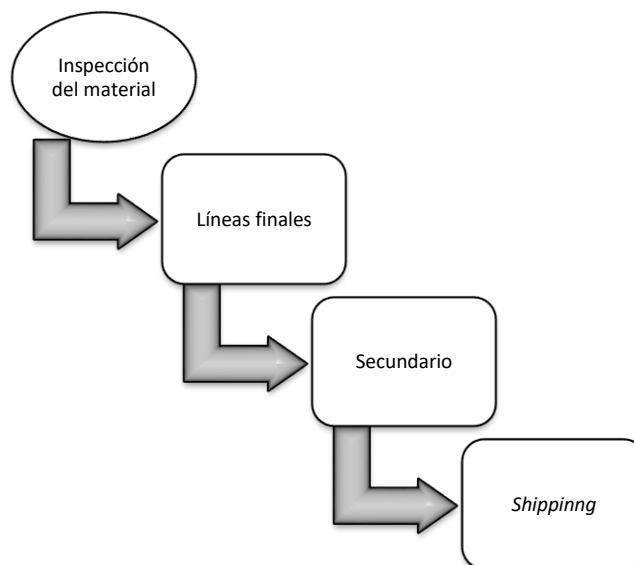 Inspección
del material
Líneas finales
Secundario
Shippinng